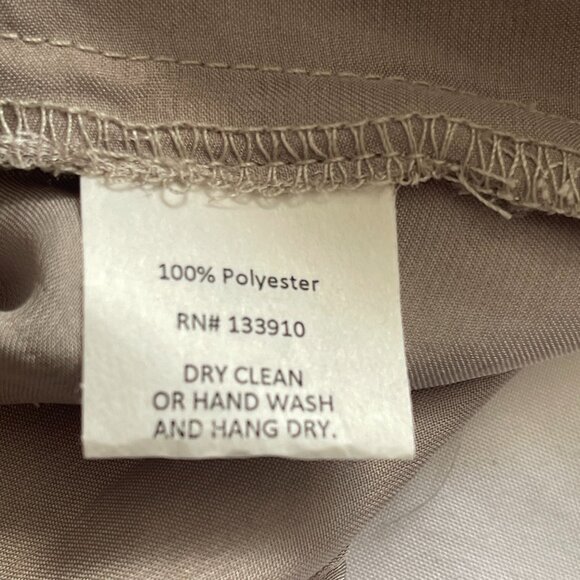 100% Polyester
RN# 133910
DRY CLEAN
OR HAND WASH
AND HANG DRY.